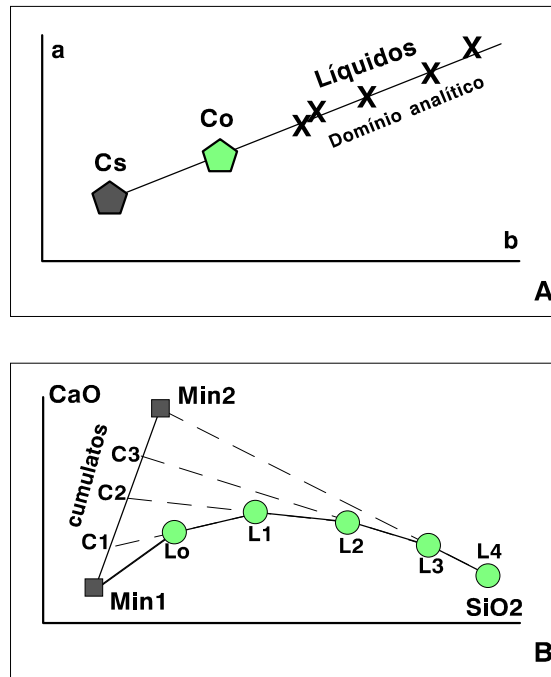 a
Líquidos
Domínio analítico
Co
Cs
X X X X X
b
A
CaO
Min2
cumulatos
C3
C2
C1
Lo
L1
L2
L3
L4
Min1
SiO2
B